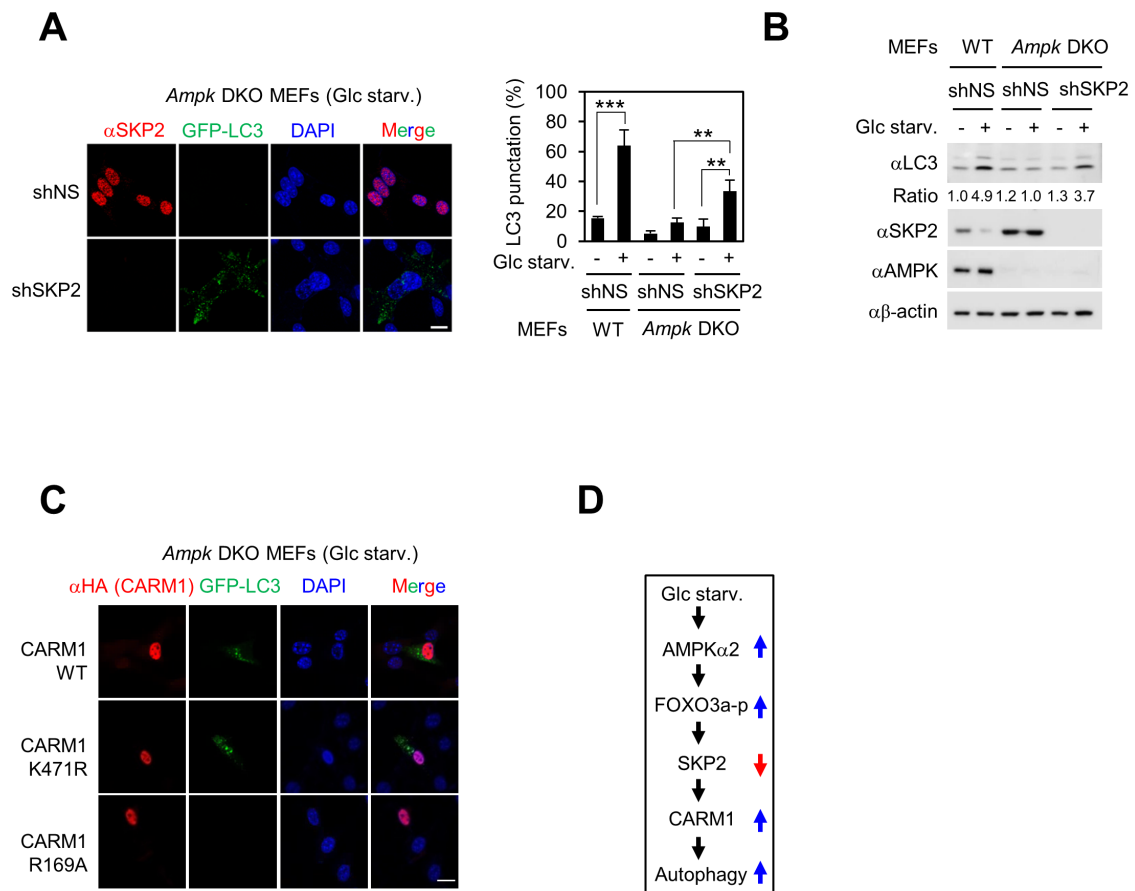 A
Ampk DKO MEFs (Glc starv.)
αSKP2 GFP-LC3 DAPI Merge
shNS
shSKP2
LC3 punctation (%)
100
80
60
40
20
0
***
**
**
Glc starv. - + - + - +
shNS shNS shSKP2
MEFs WT Ampk DKO
B
MEFs WT Ampk DKO
shNS shNS shSKP2
Glc starv. - + - + - +
αLC3
Ratio 1.0 4.9 1.2 1.0 1.3 3.7
αSKP2
αAMPK
αβ-actin
C
Ampk DKO MEFs (Glc starv.)
αHA (CARM1) GFP-LC3 DAPI Merge
CARM1
WT
CARM1
K471R
CARM1
R169A
D
Glc starv.
AMPKα2
FOXO3a-p
SKP2
CARM1
Autophagy